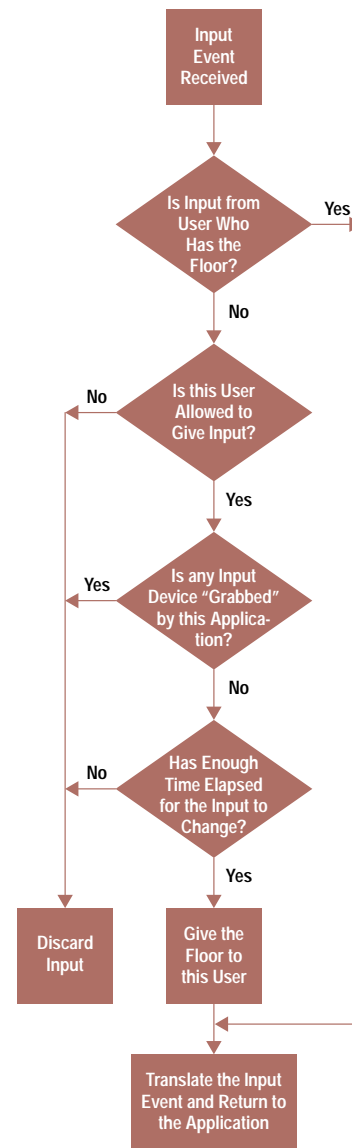 Input
Event
Received
Is Input from
User Who
Has the
Floor?
Yes
No
Is this User
Allowed to
Give Input?
No
Yes
Is any Input
Device “Grabbed”
by this Applica-
tion?
Yes
No
Has Enough
Time Elapsed
for the Input to
Change?
No
Yes
Discard
Input
Give the
Floor to
this User
Translate the Input
Event and Return to
the Application